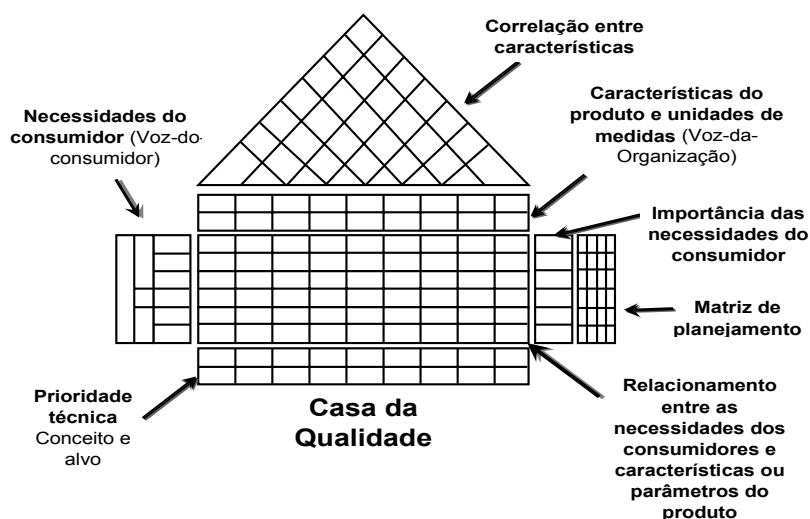 Correlação entre
características
Necessidades do
consumidor (Voz-do-
consumidor)
Características do
produto e unidades de
medidas (Voz-da-
Organização)
Importância das
necessidades do
consumidor
Matriz de
planejamento
Prioridade
técnica
Conceito e
alvo
Casa da
Qualidade
Relacionamento
entre as
necessidades dos
consumidores e
características ou
parâmetros do
produto